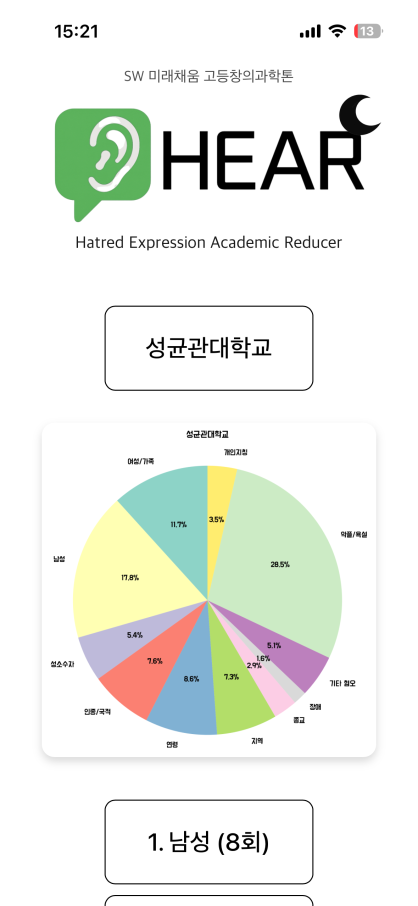 15:21
13
SW 미래채움 고등창의과학톤
HEAR
Hatred Expression Academic Reducer
성균관대학교
성균관대학교
개인지칭
3.5%
여성/가족
11.7%
악플/욕설
28.5%
남성
17.8%
성소수자
5.4%
5.1%
기타 혐오
1.6%
장애
2.9%
종교
인종/국적
7.6%
8.6%
연령
7.3%
지역
1. 남성 (8회)